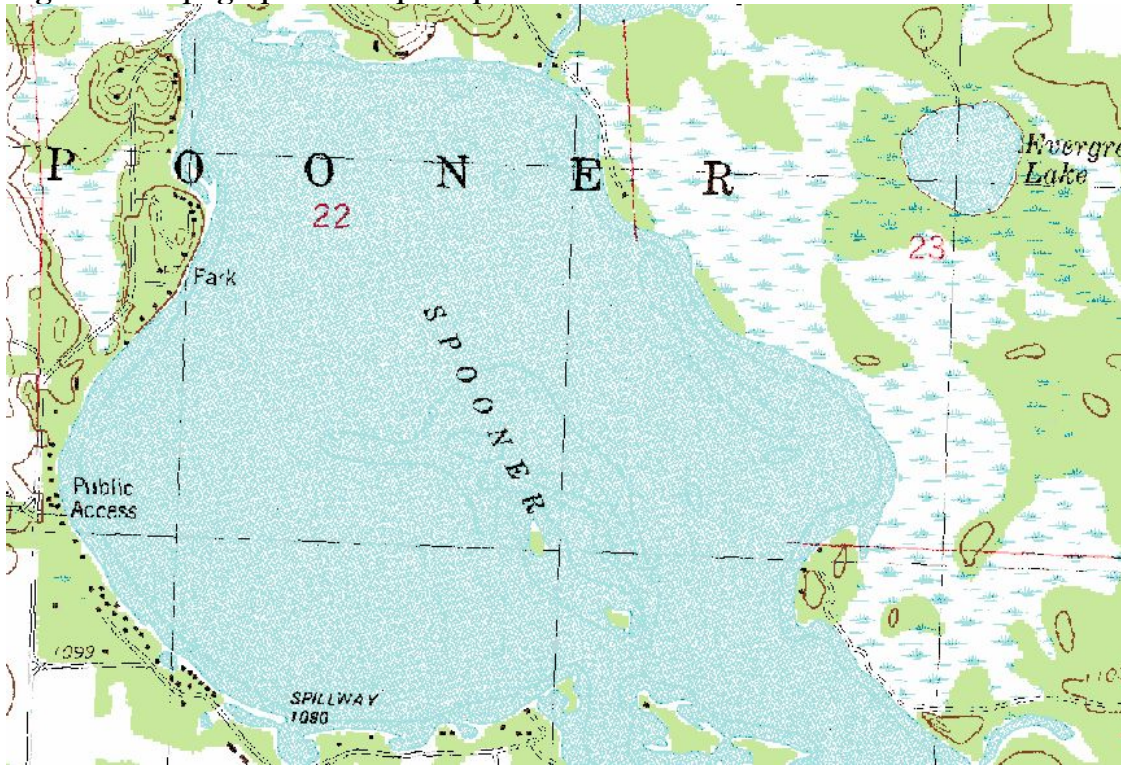 P O O N E R
Evergre
Lake
22
23
Park
SPOONER
Public
Access
1099
SPILLWAY
1080